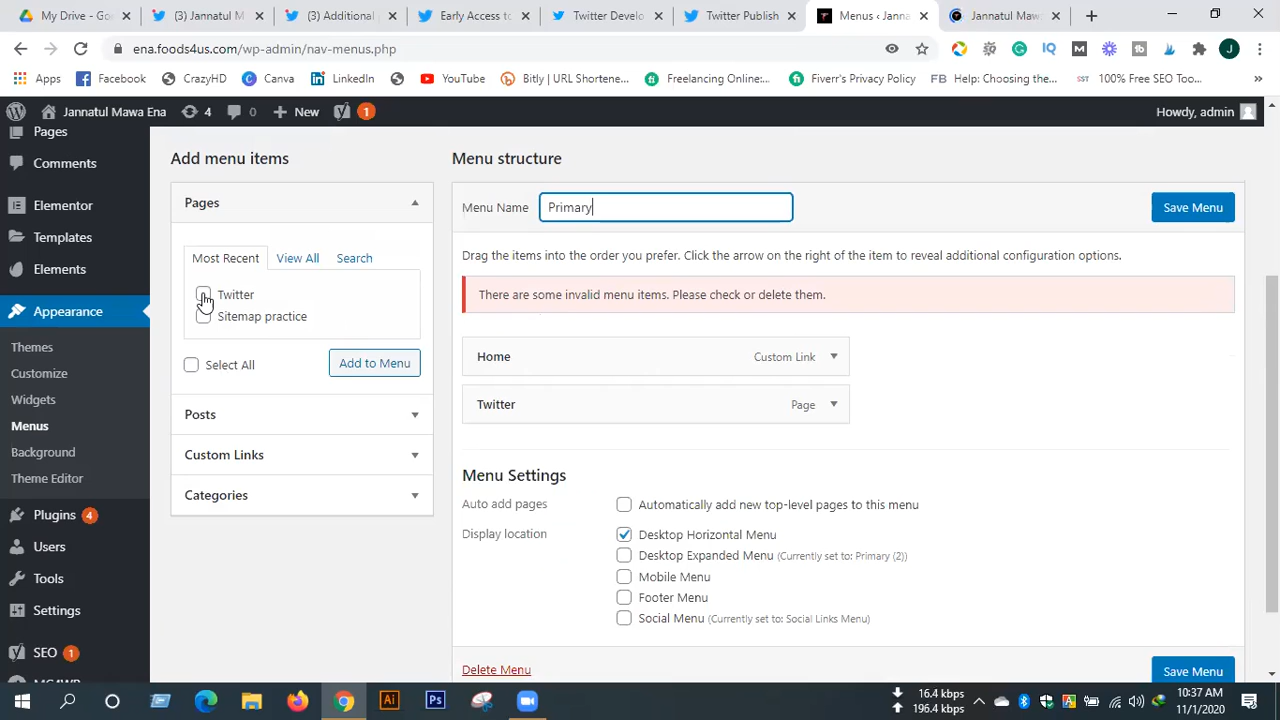 My Drive - Goo
(3) Jannatul M
(3) Additional
Early Access to
Twitter Develo
Twitter Publish
Menus ‹ Janna
Jannatul Maw
ena.foods4us.com/wp-admin/nav-menus.php
Apps
Facebook
CrazyHD
Canva
LinkedIn
YouTube
Bitly | URL Shortene...
Freelancing Online:...
Fiverr's Privacy Policy
FB Help: Choosing the...
SST 100% Free SEO Too...
Jannatul Mawa Ena
4
0
New
1
Howdy, admin
Pages
Comments
Elementor
Templates
Elements
Appearance
Themes
Customize
Widgets
Menus
Background
Theme Editor
Plugins 4
Users
Tools
Settings
SEO 1
MC4WP
Add menu items
Pages
Most Recent
View All
Search
Twitter
Sitemap practice
Select All
Add to Menu
Posts
Custom Links
Categories
Menu structure
Menu Name
Primary
Save Menu
Drag the items into the order you prefer. Click the arrow on the right of the item to reveal additional configuration options.
There are some invalid menu items. Please check or delete them.
Home
Custom Link
Twitter
Page
Menu Settings
Auto add pages
Automatically add new top-level pages to this menu
Display location
Desktop Horizontal Menu
Desktop Expanded Menu (Currently set to: Primary (2))
Mobile Menu
Footer Menu
Social Menu (Currently set to: Social Links Menu)
Delete Menu
Save Menu
16.4 kbps
196.4 kbps
10:37 AM
11/1/2020